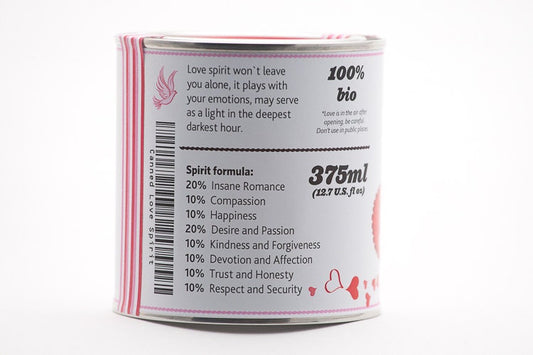 Love spirit won`t leave
you alone, it plays with
your emotions, may serve
as a light in the deepest
darkest hour.
100%
bio
*Love is in the air after
opening, be careful.
Don't use in public places.
Spirit formula:
20% Insane Romance
10% Compassion
10% Happiness
20% Desire and Passion
10% Kindness and Forgiveness
10% Devotion and Affection
10% Trust and Honesty
10% Respect and Security
375ml
(12.7 U.S. fl oz)
Canned Love Spirit